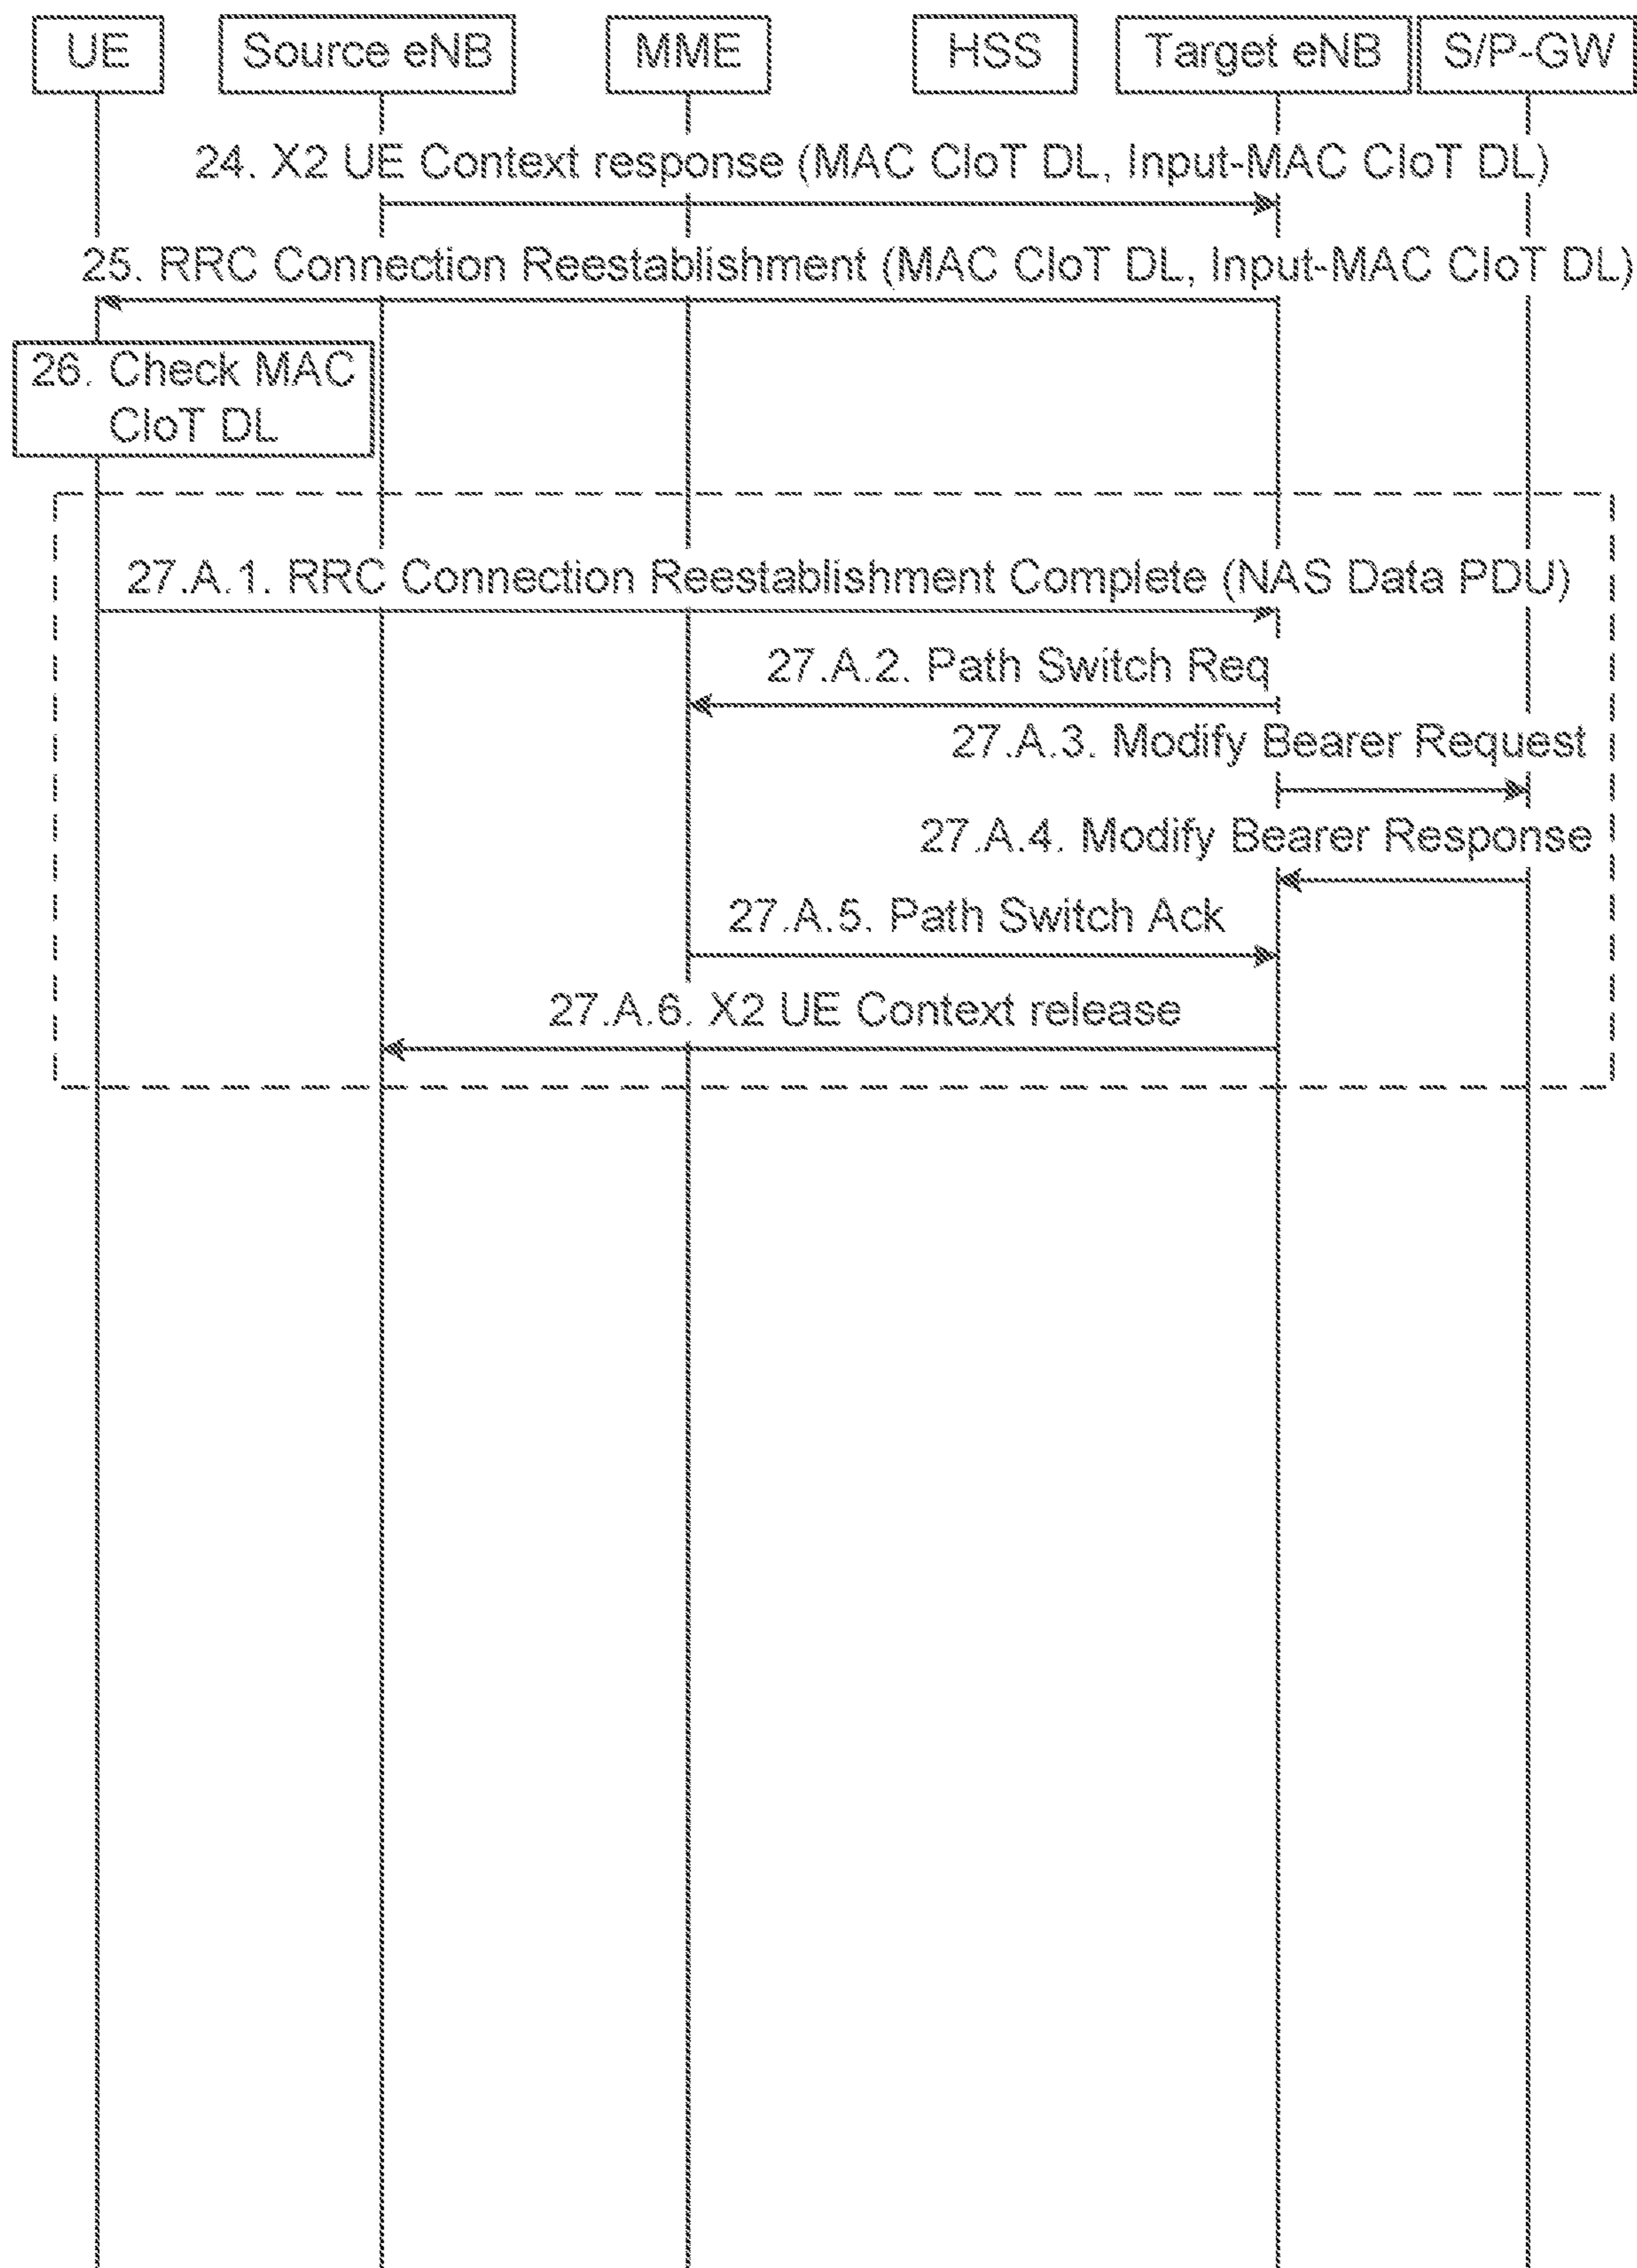 UE
Source eNB
MME
HSS
Target eNB
S/P-GW
24. X2 UE Context response (MAC CIoT DL, Input-MAC CIoT DL)
25. RRC Connection Reestablishment (MAC CIoT DL, Input-MAC CIoT DL)
26. Check MAC
CIoT DL
27.A.1. RRC Connection Reestablishment Complete (NAS Data PDU)
27.A.2. Path Switch Req
27.A.3. Modify Bearer Request
27.A.4. Modify Bearer Response
27.A.5. Path Switch Ack
27.A.6. X2 UE Context release